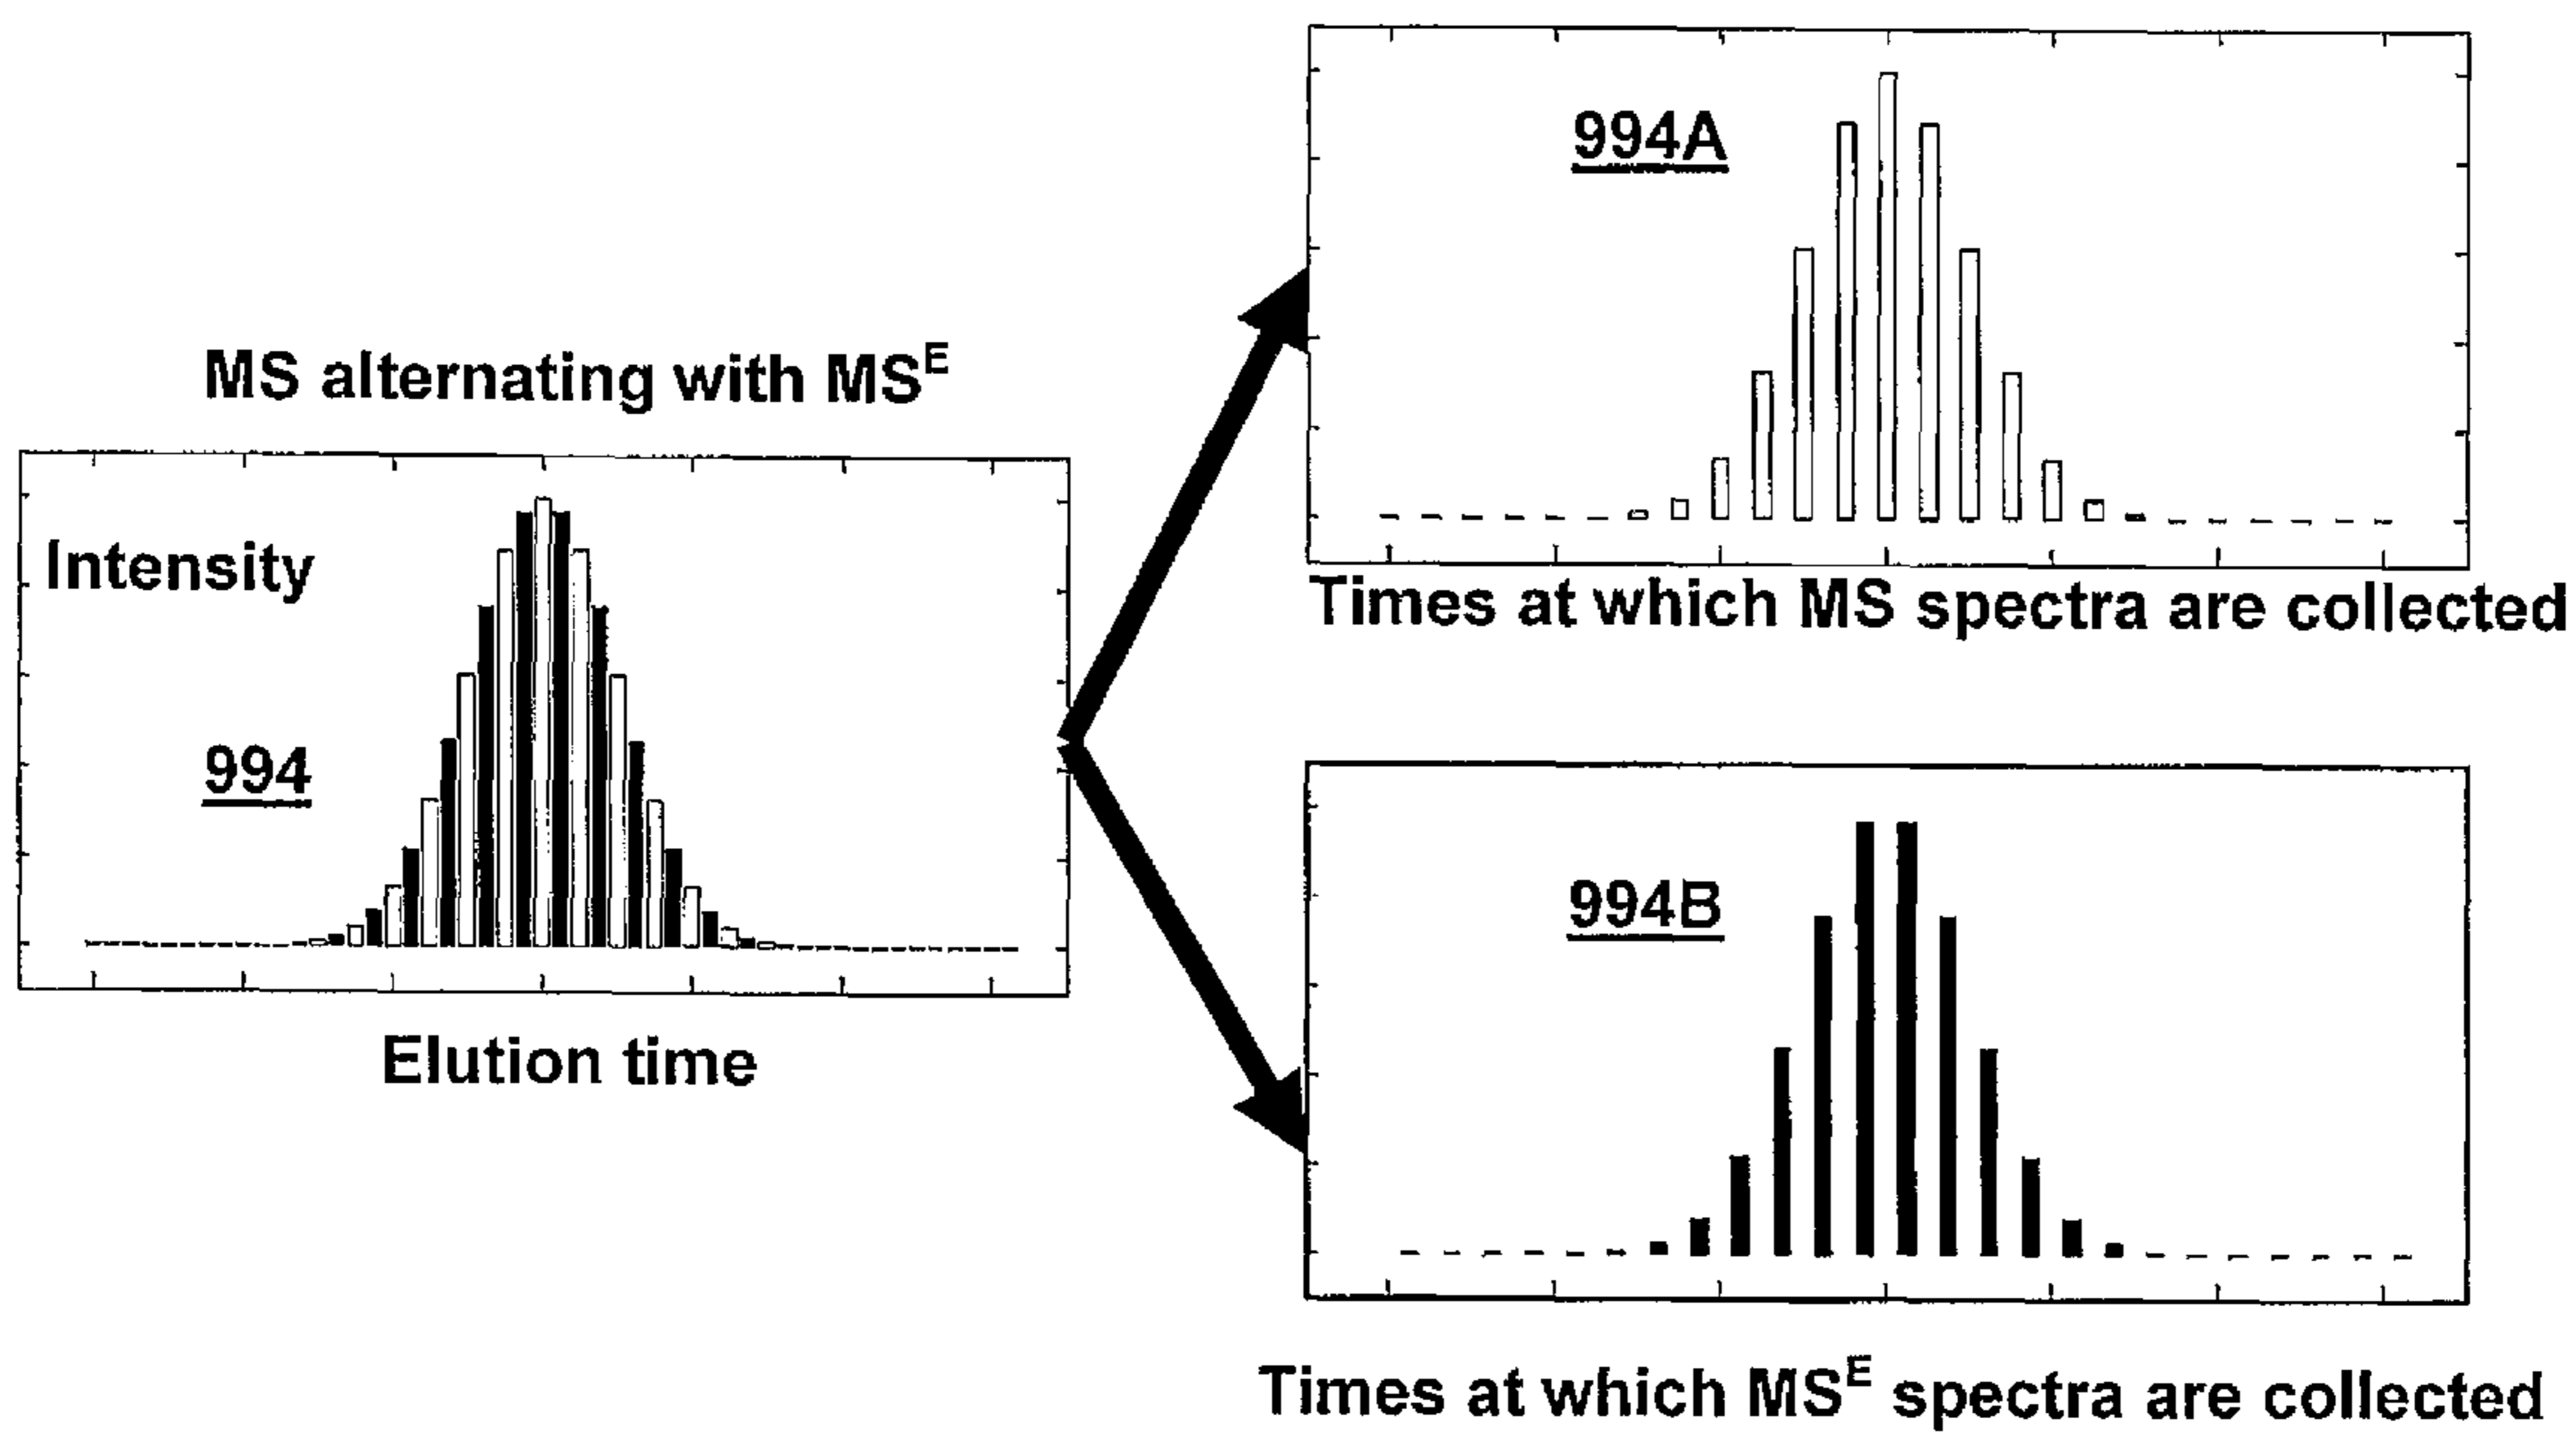 MS alternating with MSᴱ
Intensity
994
Elution time
994A
Times at which MS spectra are collected
994B
Times at which MSᴱ spectra are collected